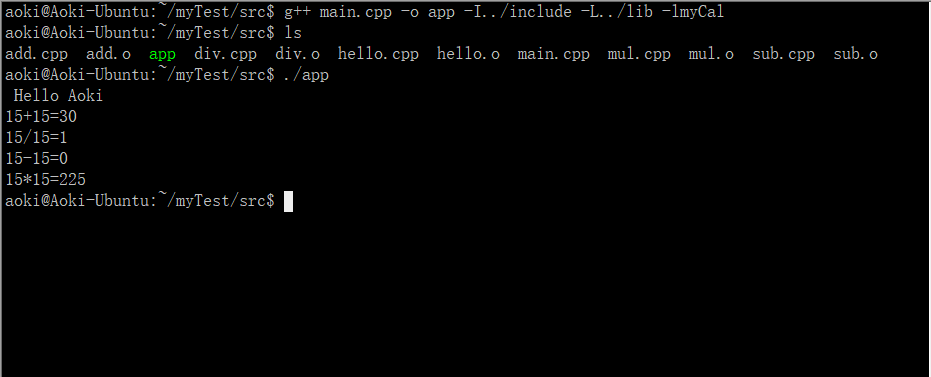 aoki@Aoki-Ubuntu:~/myTest/src$ g++ main.cpp -o app -I../include -L../lib -lmyCal
aoki@Aoki-Ubuntu:~/myTest/src$ ls
add.cpp  add.o  app  div.cpp  div.o  hello.cpp  hello.o  main.cpp  mul.cpp  mul.o  sub.cpp  sub.o
aoki@Aoki-Ubuntu:~/myTest/src$ ./app
 Hello Aoki
15+15=30
15/15=1
15-15=0
15*15=225
aoki@Aoki-Ubuntu:~/myTest/src$